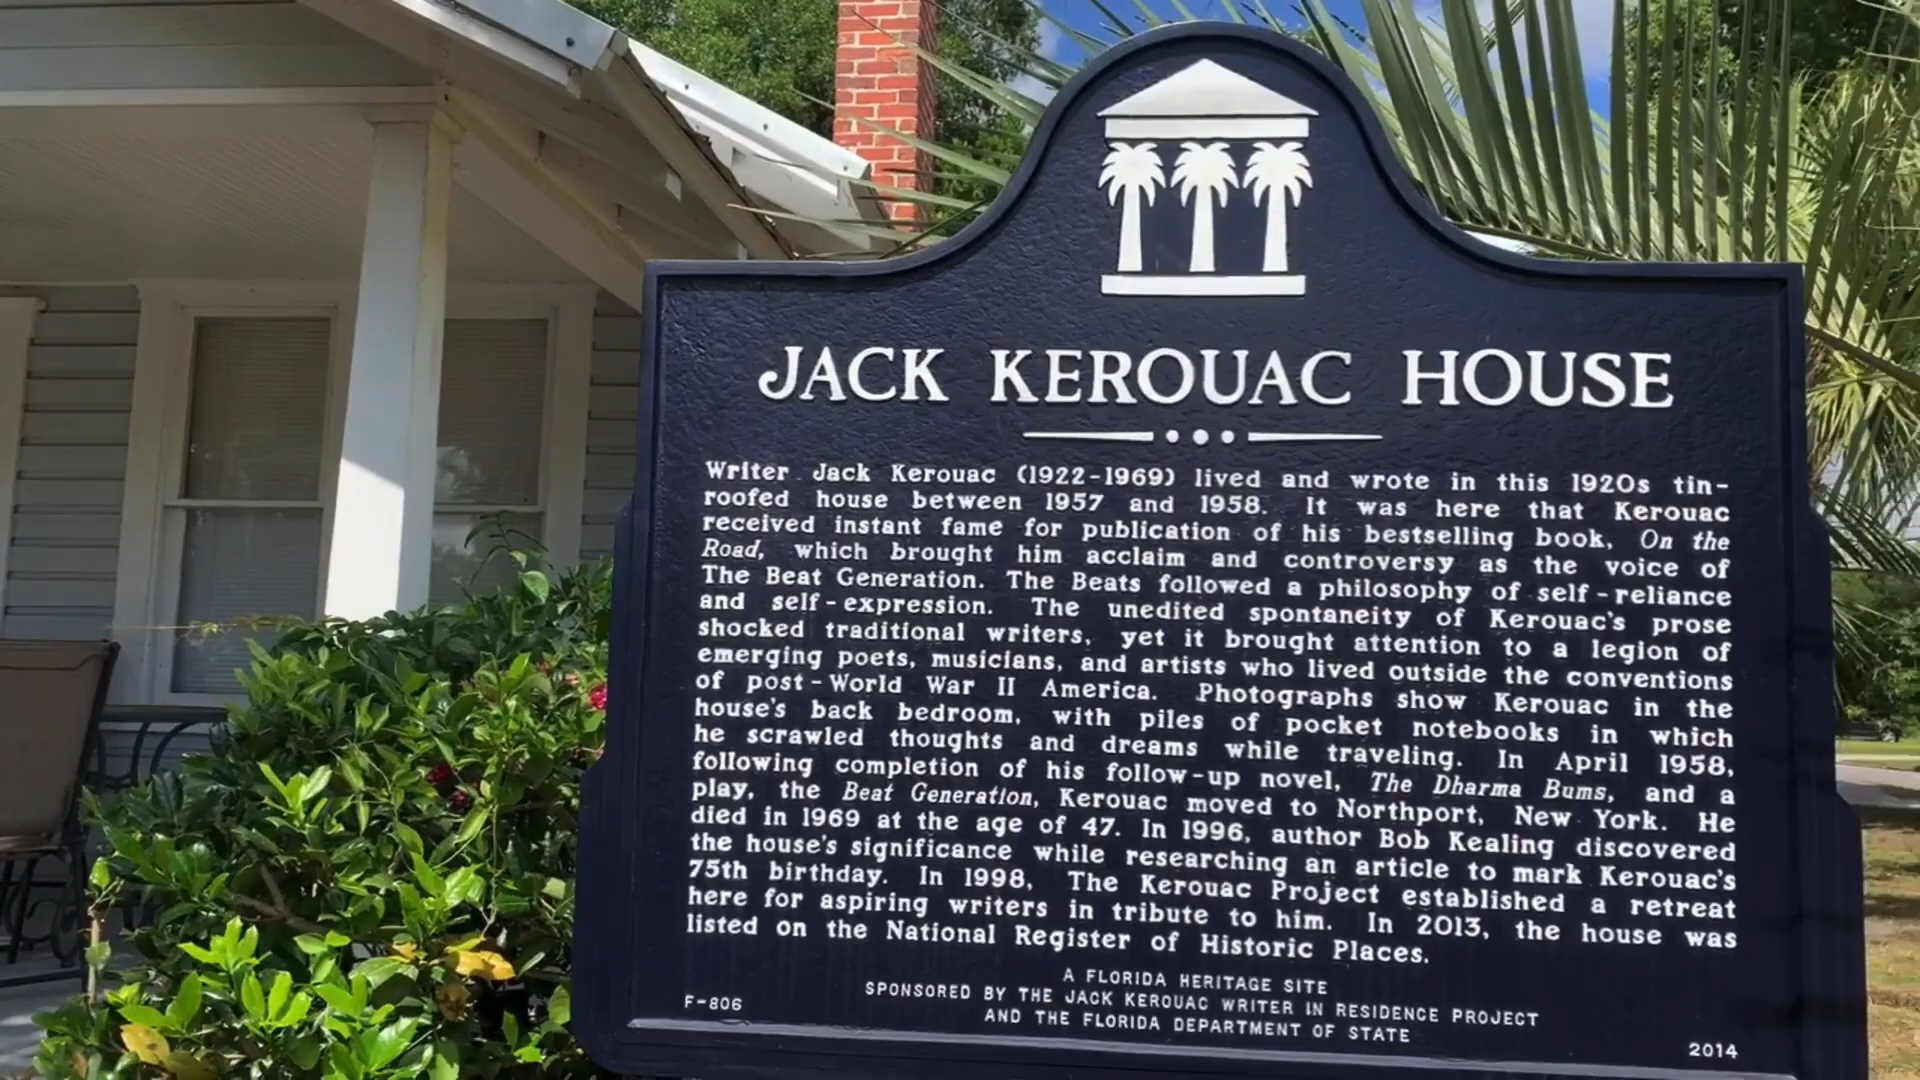 JACK KEROUAC HOUSE
Writer Jack Kerouac (1922-1969) lived and wrote in this 1920s tin-
roofed house between 1957 and 1958. It was here that Kerouac
received instant fame for publication of his bestselling book, On the
Road, which brought him acclaim and controversy as the voice of
The Beat Generation. The Beats followed a philosophy of self-reliance
and self-expression. The unedited spontaneity of Kerouac's prose
shocked traditional writers, yet it brought attention to a legion of
emerging poets, musicians, and artists who lived outside the conventions
of post-World War II America. Photographs show Kerouac in the
house's back bedroom, with piles of pocket notebooks in which
he scrawled thoughts and dreams while traveling. In April 1958,
following completion of his follow-up novel, The Dharma Bums, and a
play, the Beat Generation, Kerouac moved to Northport, New York. He
died in 1969 at the age of 47. In 1996, author Bob Kealing discovered
the house's significance while researching an article to mark Kerouac's
75th birthday. In 1998, The Kerouac Project established a retreat
here for aspiring writers in tribute to him. In 2013, the house was
listed on the National Register of Historic Places.
A FLORIDA HERITAGE SITE
SPONSORED BY THE JACK KEROUAC WRITER IN RESIDENCE PROJECT
AND THE FLORIDA DEPARTMENT OF STATE
F-806
2014